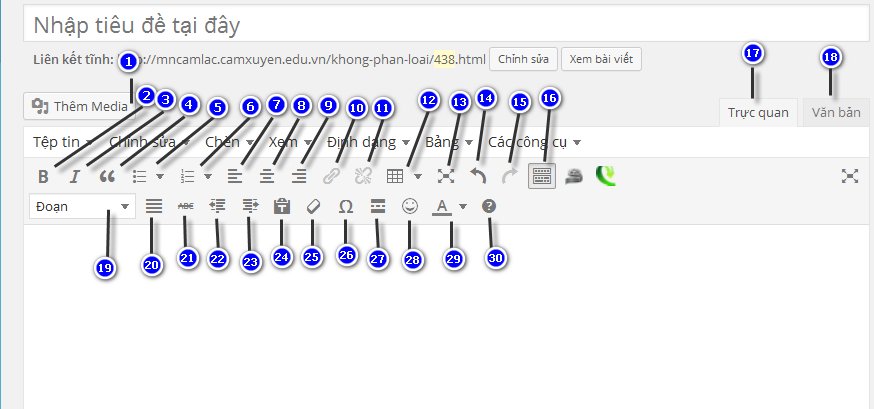 Nhập tiêu đề tại đây
Liên kết tĩnh: http://mncamlac.camxuyen.edu.vn/khong-phan-loai/438.html Chỉnh sửa Xem bài viết
1 17 18
Thêm Media 2 3 4 5 6 7 8 9 10 11 12 13 14 15 16 Trực quan Văn bản
Tệp tin Chỉnh sửa Chèn Xem Định dạng Bảng Các công cụ
B I
Đoạn ABC T Ω A ?
19 20 21 22 23 24 25 26 27 28 29 30